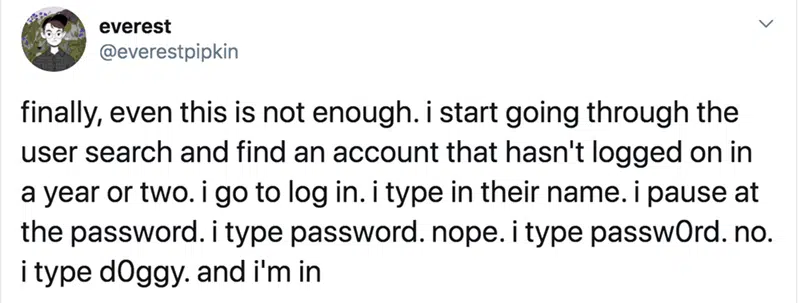 everest
@everestpipkin
finally, even this is not enough. i start going through the
user search and find an account that hasn't logged on in
a year or two. i go to log in. i type in their name. i pause at
the password. i type password. nope. i type passw0rd. no.
i type d0ggy. and i'm in